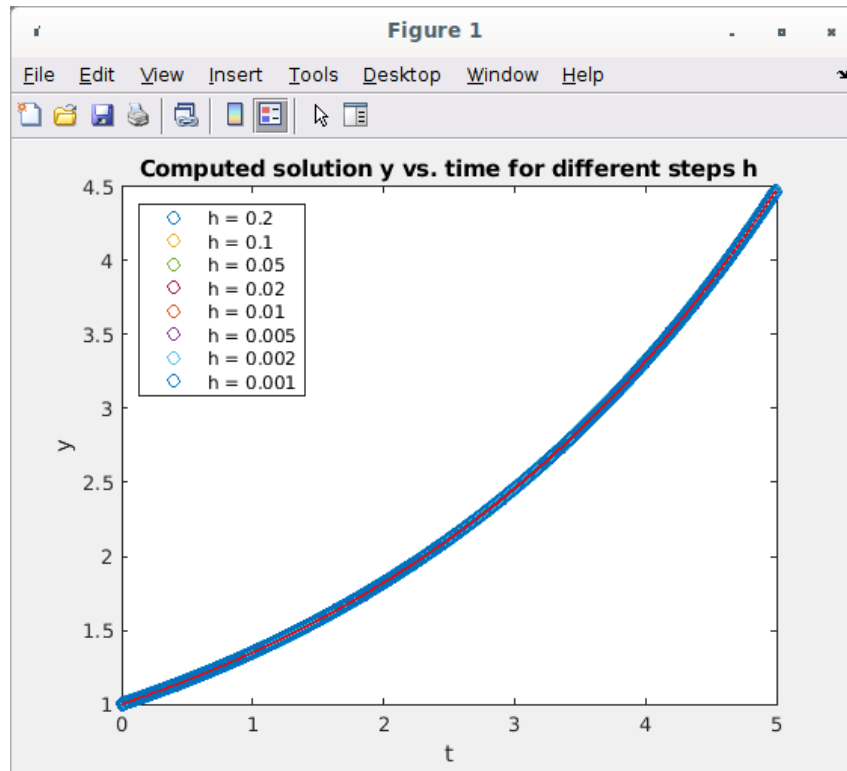 Figure 1
File Edit View Insert Tools Desktop Window Help
Computed solution y vs. time for different steps h
4.5
4
3.5
3
2.5
2
1.5
1
y
h = 0.2
h = 0.1
h = 0.05
h = 0.02
h = 0.01
h = 0.005
h = 0.002
h = 0.001
0 1 2 3 4 5
t